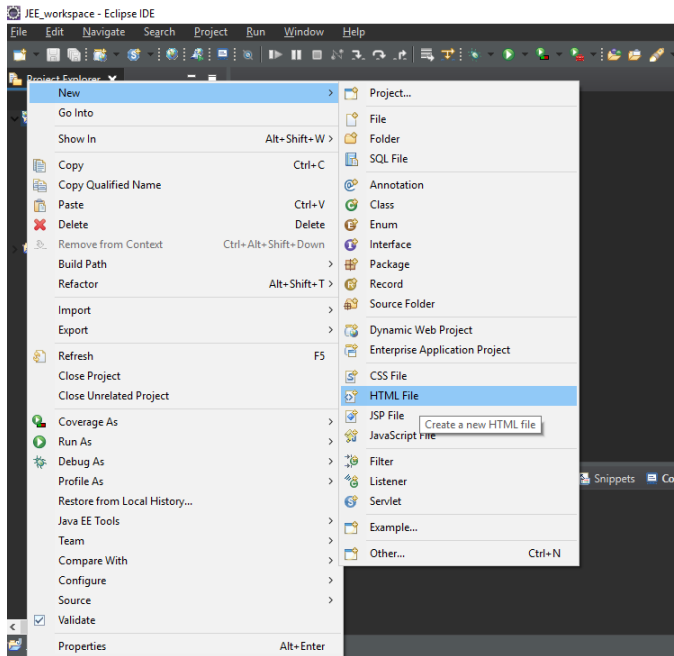 JEE_workspace - Eclipse IDE
File Edit Navigate Search Project Run Window Help
Project Explorer
New
Go Into
Show In Alt+Shift+W >
Copy Ctrl+C
Copy Qualified Name
Paste Ctrl+V
Delete Delete
Remove from Context Ctrl+Alt+Shift+Down
Build Path
Refactor Alt+Shift+T >
Import
Export
Refresh F5
Close Project
Close Unrelated Project
Coverage As
Run As
Debug As
Profile As
Restore from Local History...
Java EE Tools
Team
Compare With
Configure
Source
Validate
Properties Alt+Enter
Project...
File
Folder
SQL File
Annotation
Class
Enum
Interface
Package
Record
Source Folder
Dynamic Web Project
Enterprise Application Project
CSS File
HTML File
JSP File
Create a new HTML file
JavaScript File
Filter
Listener
Servlet
Example...
Other... Ctrl+N
Snippets Co